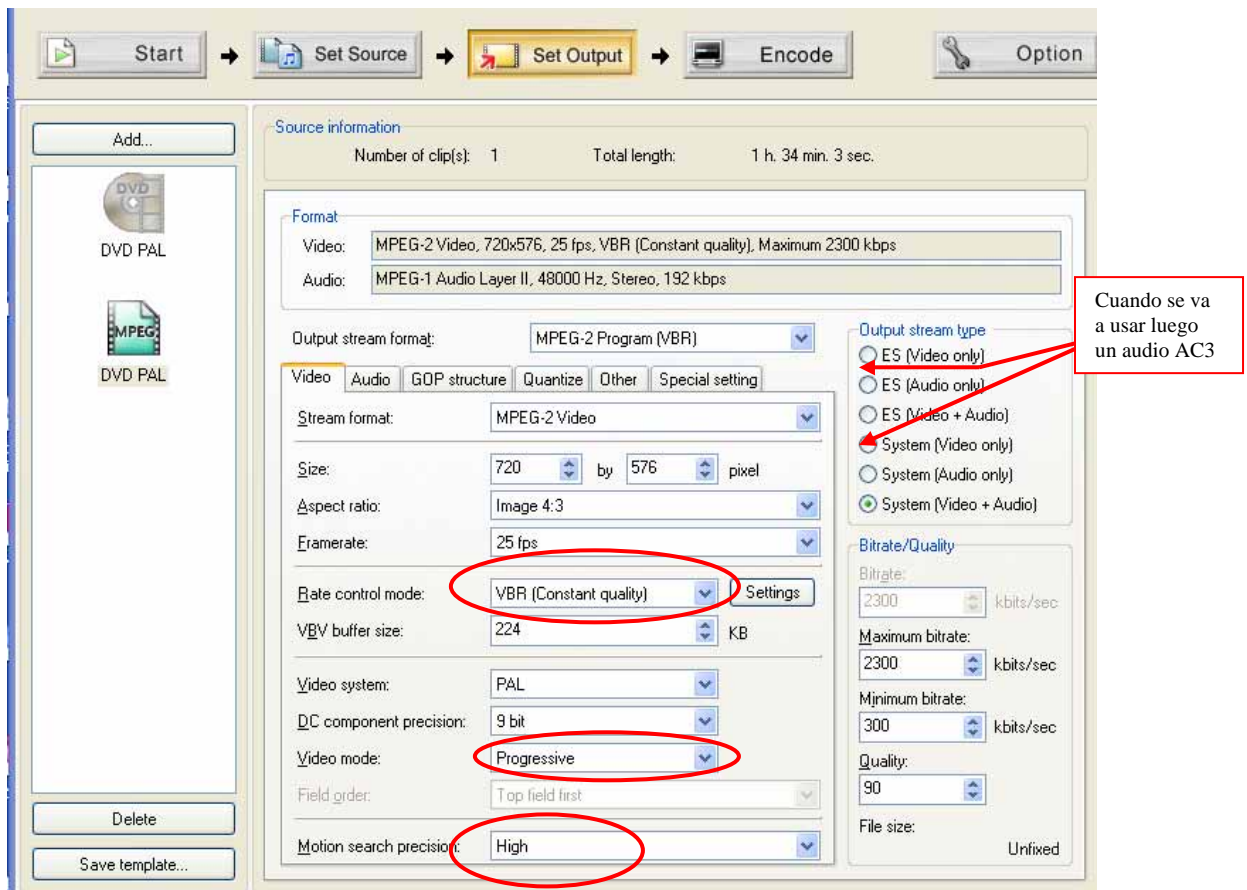 Start
Set Source
Set Output
Encode
Option
Add...
DVD
DVD PAL
MPEG
DVD PAL
Delete
Save template...
Source information
Number of clip(s): 1 Total length: 1 h. 34 min. 3 sec.
Format
Video: MPEG-2 Video, 720x576, 25 fps, VBR (Constant quality), Maximum 2300 kbps
Audio: MPEG-1 Audio Layer II, 48000 Hz, Stereo, 192 kbps
Output stream format: MPEG-2 Program (VBR)
Video Audio GOP structure Quantize Other Special setting
Stream format: MPEG-2 Video
Size: 720 by 576 pixel
Aspect ratio: Image 4:3
Framerate: 25 fps
Rate control mode: VBR (Constant quality) Settings
VBV buffer size: 224 KB
Video system: PAL
DC component precision: 9 bit
Video mode: Progressive
Field order: Top field first
Motion search precision: High
Output stream type
ES (Video only)
ES (Audio only)
ES (Video + Audio)
System (Video only)
System (Audio only)
System (Video + Audio)
Bitrate/Quality
Bitrate:
2300 kbits/sec
Maximum bitrate:
2300 kbits/sec
Minimum bitrate:
300 kbits/sec
Quality:
90
File size:
Unfixed
Cuando se va
a usar luego
un audio AC3